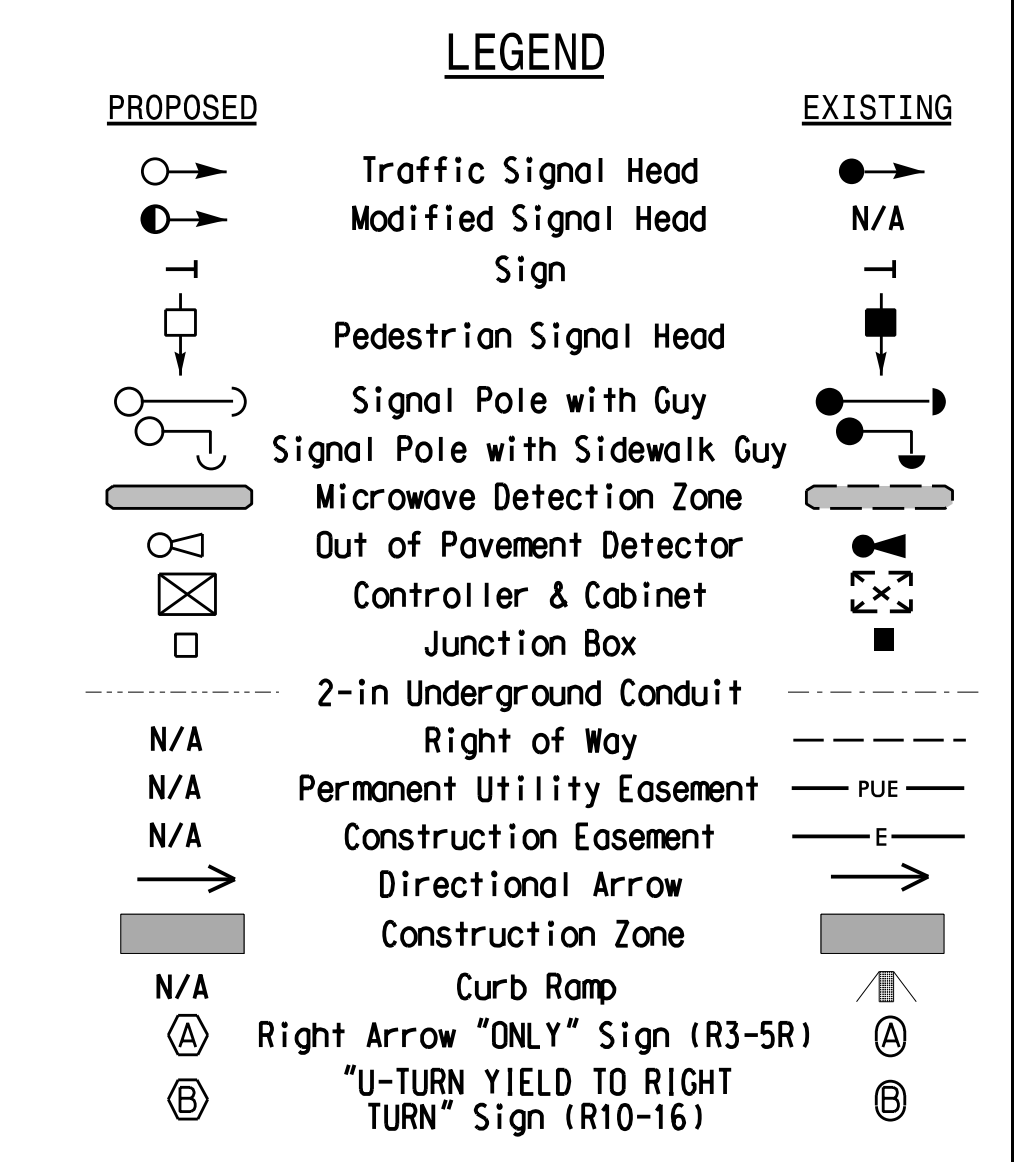 LEGEND
PROPOSED EXISTING
Traffic Signal Head
Modified Signal Head N/A
Sign
Pedestrian Signal Head
Signal Pole with Guy
Signal Pole with Sidewalk Guy
Microwave Detection Zone
Out of Pavement Detector
Controller & Cabinet
Junction Box
2-in Underground Conduit
N/A Right of Way
N/A Permanent Utility Easement PUE
N/A Construction Easement E
Directional Arrow
Construction Zone
N/A Curb Ramp
A Right Arrow "ONLY" Sign (R3-5R) A
"U-TURN YIELD TO RIGHT
B TURN" Sign (R10-16) B